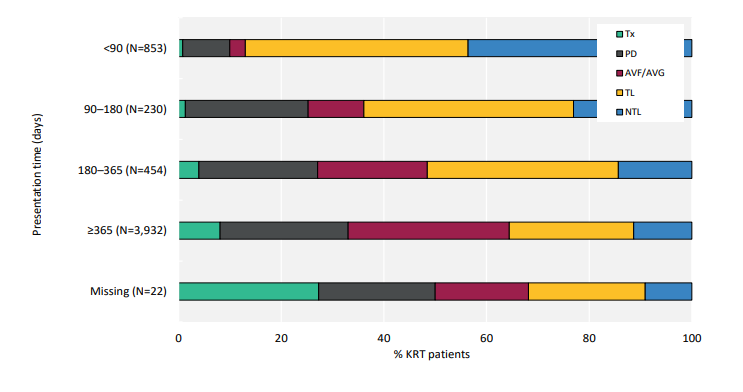 Tx
PD
AVF/AVG
TL
NTL
Presentation time (days)
<90 (N=853)
90–180 (N=230)
180–365 (N=454)
≥365 (N=3,932)
Missing (N=22)
0 20 40 60 80 100
% KRT patients